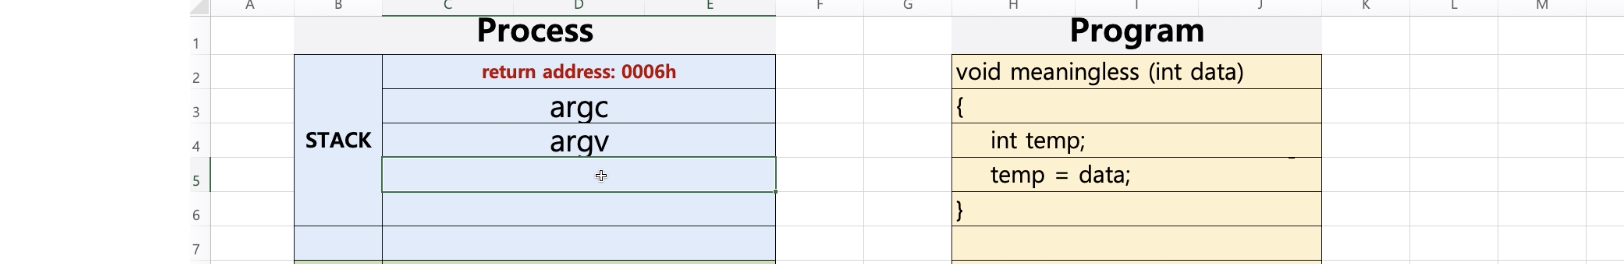 A B C D E F G H I J K L M
1 Process Program
2 return address: 0006h void meaningless (int data)
3 argc {
4 STACK argv int temp;
5 temp = data;
6 }
7